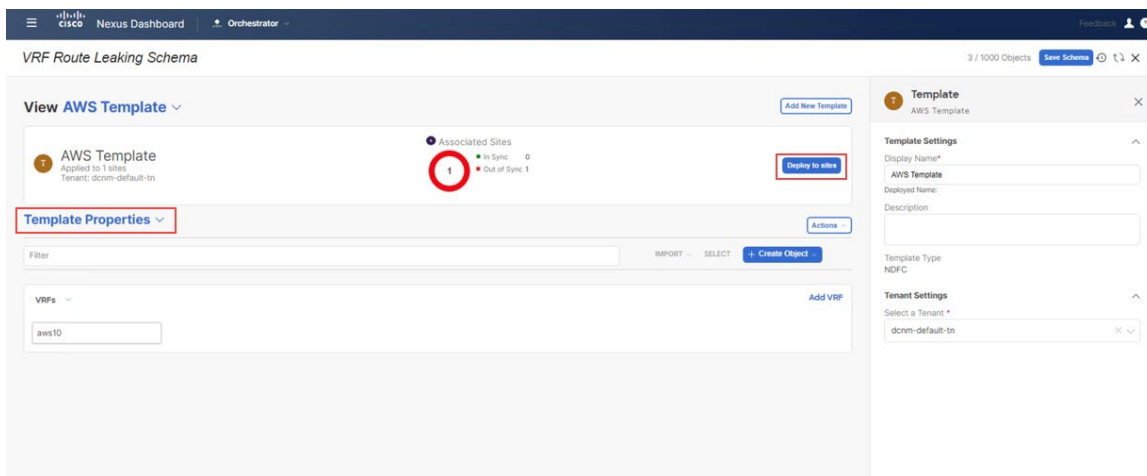 cisco Nexus Dashboard Orchestrator Feedback
VRF Route Leaking Schema
3 / 1000 Objects Save Schema
View AWS Template
Add New Template
T
AWS Template
Applied to 1 sites
Tenant: dcnm-default-tn
Associated Sites
1
In Sync 0
Out of Sync 1
Deploy to sites
Template Properties
Actions
Filter
IMPORT SELECT + Create Object
VRFs
Add VRF
aws10
T
Template
AWS Template
Template Settings
Display Name*
AWS Template
Deployed Name:
Description
Template Type
NDFC
Tenant Settings
Select a Tenant *
dcnm-default-tn